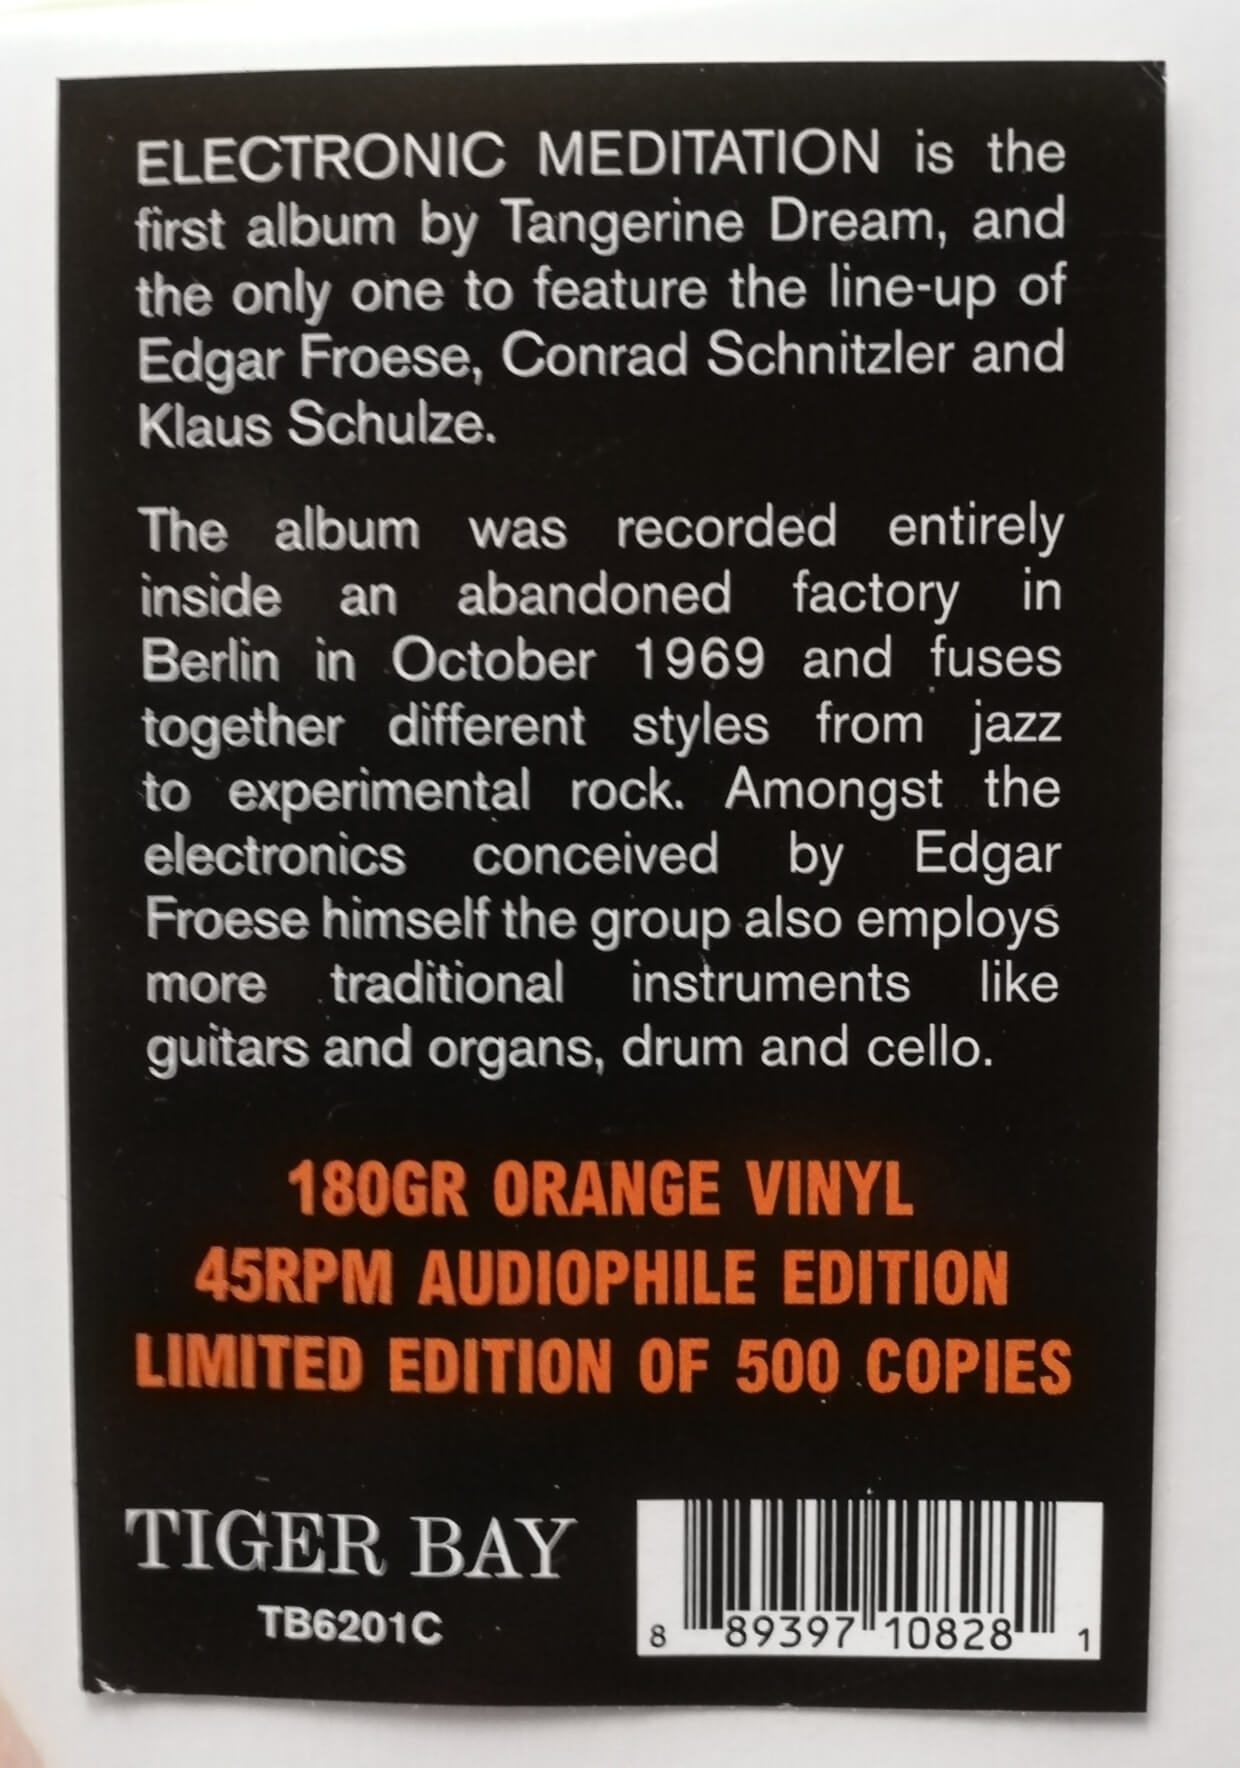 ELECTRONIC MEDITATION is the
first album by Tangerine Dream, and
the only one to feature the line-up of
Edgar Froese, Conrad Schnitzler and
Klaus Schulze.
The album was recorded entirely
inside an abandoned factory in
Berlin in October 1969 and fuses
together different styles from jazz
to experimental rock. Amongst the
electronics conceived by Edgar
Froese himself the group also employs
more traditional instruments like
guitars and organs, drum and cello.
180GR ORANGE VINYL
45RPM AUDIOPHILE EDITION
LIMITED EDITION OF 500 COPIES
TIGER BAY
TB6201C
8 89397 10828 1